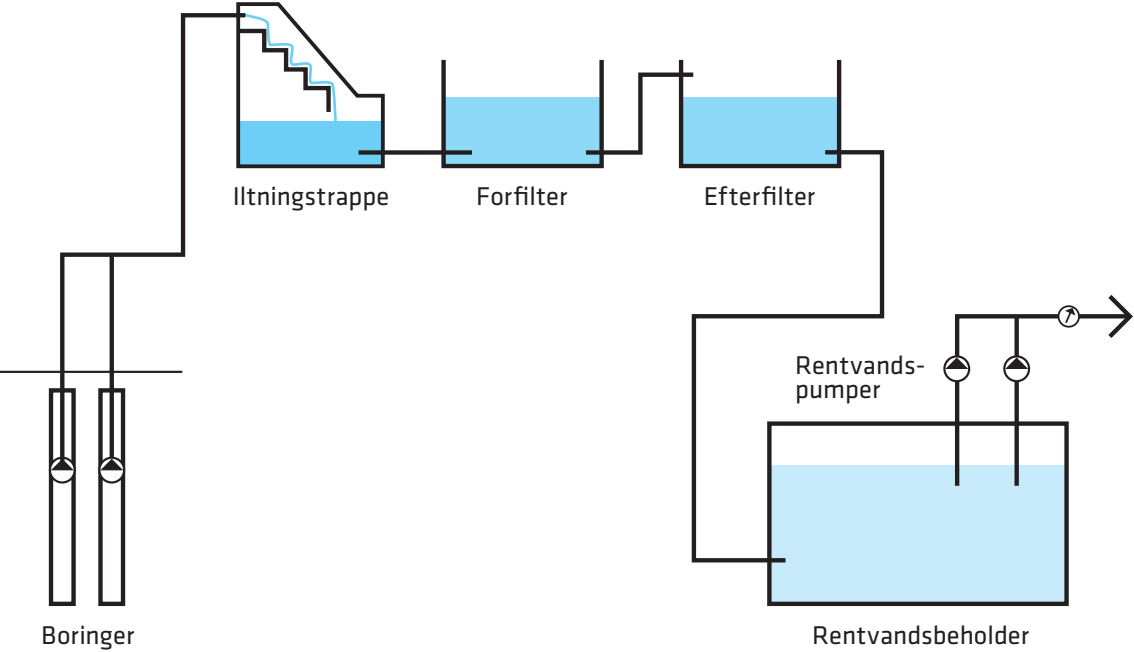 Iltningstrappe
Forfilter
Efterfilter
Rentvands-
pumper
Boringer
Rentvandsbeholder